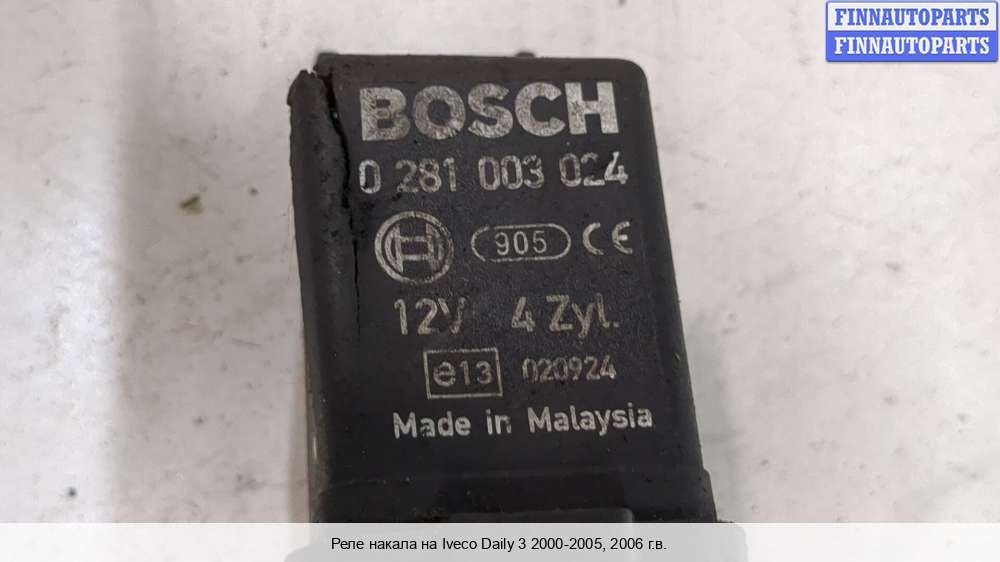 FINNAUTOPARTS
FINNAUTOPARTS
BOSCH
0 281 003 024
905 CE
12V 4 Zyl.
e13 020924
Made in Malaysia
Реле накала на Iveco Daily 3 2000-2005, 2006 г.в.